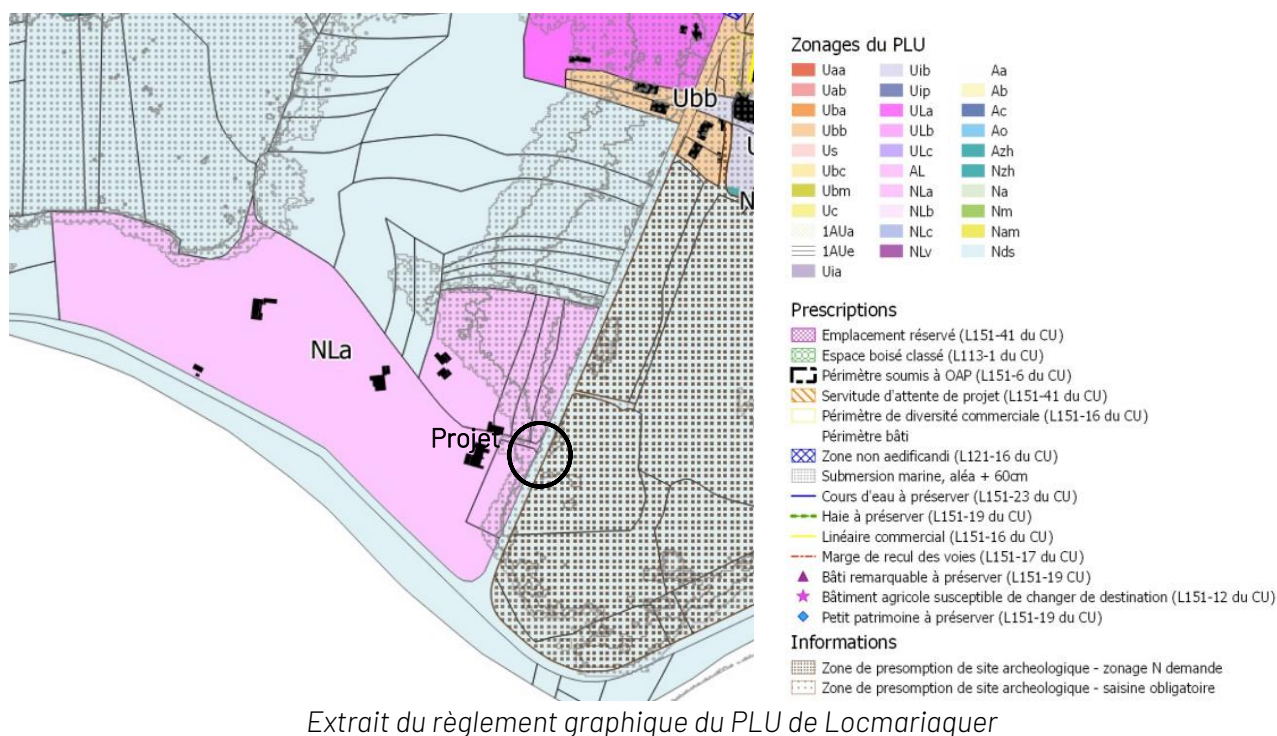 Ubb
U
N
NLa
Projet
Zonages du PLU
Uaa
Uab
Uba
Ubb
Us
Ubc
Ubm
Uc
1AUa
1AUe
Uia
Uib
Uip
ULa
ULb
ULc
AL
NLa
NLb
NLc
NLv
Aa
Ab
Ac
Ao
Azh
Nzh
Na
Nm
Nam
Nds
Prescriptions
Emplacement réservé (L151-41 du CU)
Espace boisé classé (L113-1 du CU)
Périmètre soumis à OAP (L151-6 du CU)
Servitude d'attente de projet (L151-41 du CU)
Périmètre de diversité commerciale (L151-16 du CU)
Périmètre bâti
Zone non aedificandi (L121-16 du CU)
Submersion marine, aléa + 60cm
Cours d'eau à préserver (L151-23 du CU)
Haie à préserver (L151-19 du CU)
Linéaire commercial (L151-16 du CU)
Marge de recul des voies (L151-17 du CU)
Bâti remarquable à préserver (L151-19 CU)
Bâtiment agricole susceptible de changer de destination (L151-12 du CU)
Petit patrimoine à préserver (L151-19 du CU)
Informations
Zone de presomption de site archeologique - zonage N demande
Zone de presomption de site archeologique - saisine obligatoire
Extrait du règlement graphique du PLU de Locmariaquer